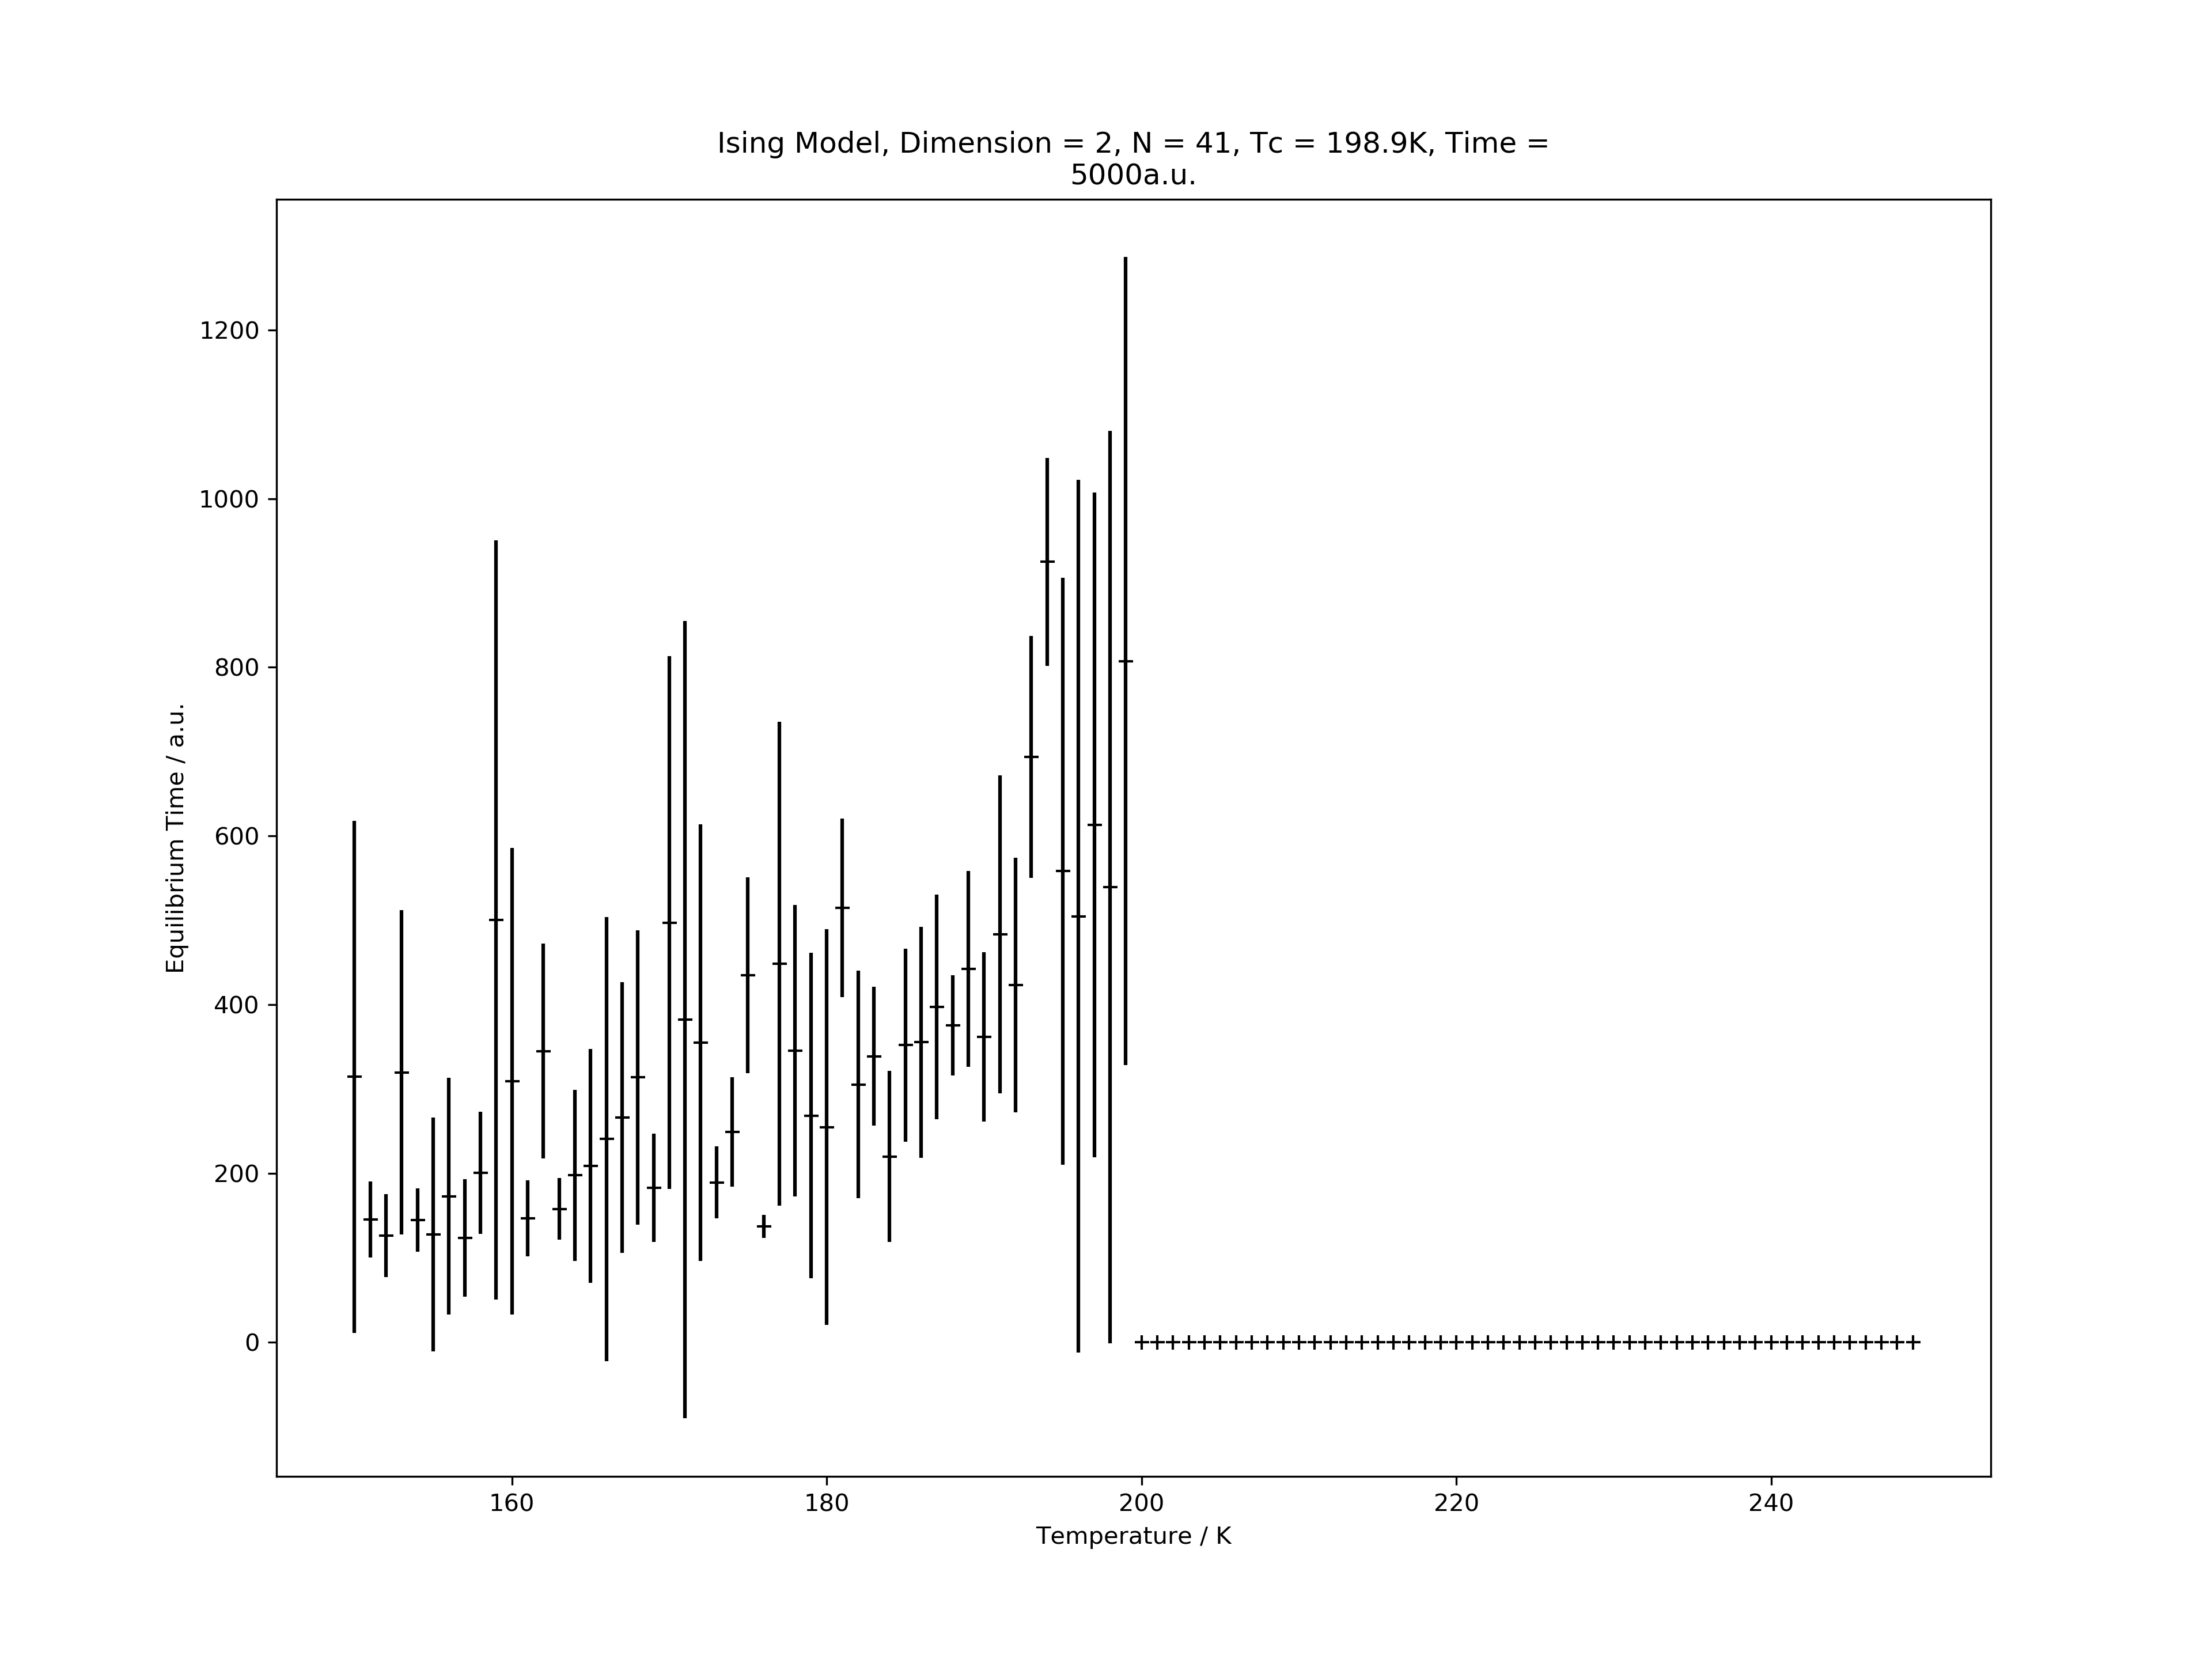 Ising Model, Dimension = 2, N = 41, Tc = 198.9K, Time =
5000a.u.
1200
1000
800
600
400
200
0
Equilibrium Time / a.u.
160 180 200 220 240
Temperature / K